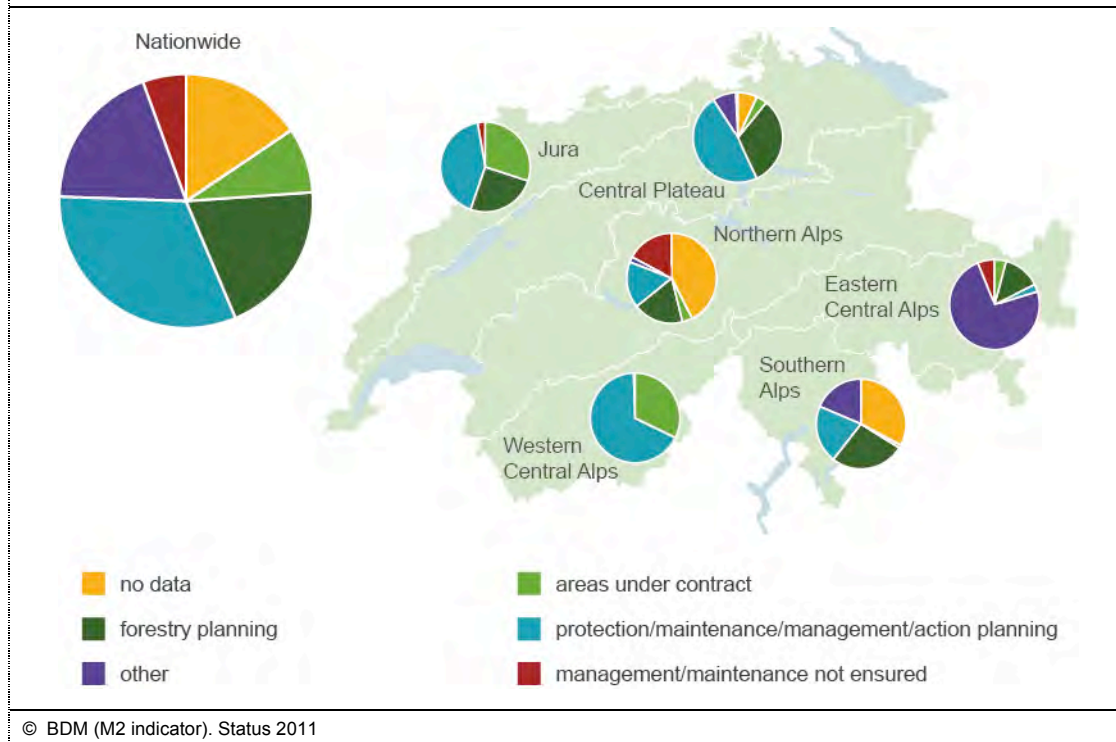 Nationwide
Jura
Central Plateau
Northern Alps
Eastern
Central Alps
Southern
Alps
Western
Central Alps
no data
areas under contract
forestry planning
protection/maintenance/management/action planning
other
management/maintenance not ensured
© BDM (M2 indicator). Status 2011